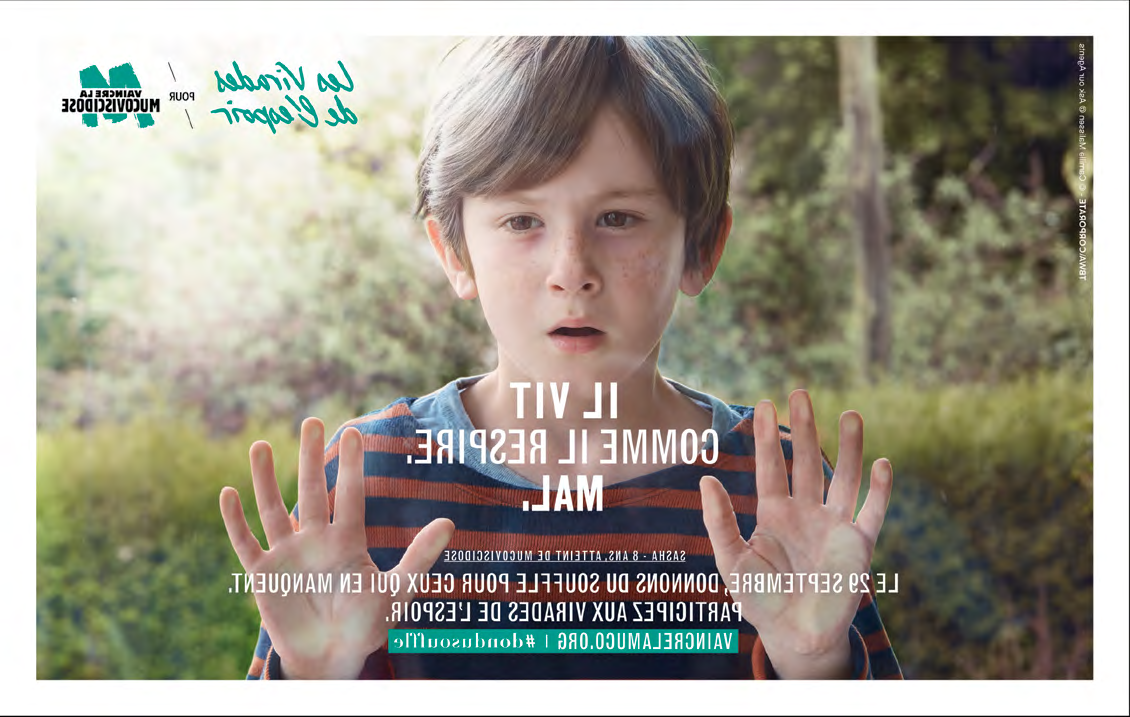 Les Virades
de l'espoir
POUR
VAINCRE LA
MUCOVISCIDOSE
TBWA/CORPORATE - © Camille Malissen @ Ask our Agents
IL VIT
COMME IL RESPIRE.
MAL.
SASHA - 8 ANS, ATTEINT DE MUCOVISCIDOSE
LE 29 SEPTEMBRE, DONNONS DU SOUFFLE POUR CEUX QUI EN MANQUENT.
PARTICIPEZ AUX VIRADES DE L'ESPOIR.
VAINCRELAMUCO.ORG | #dondusouffle